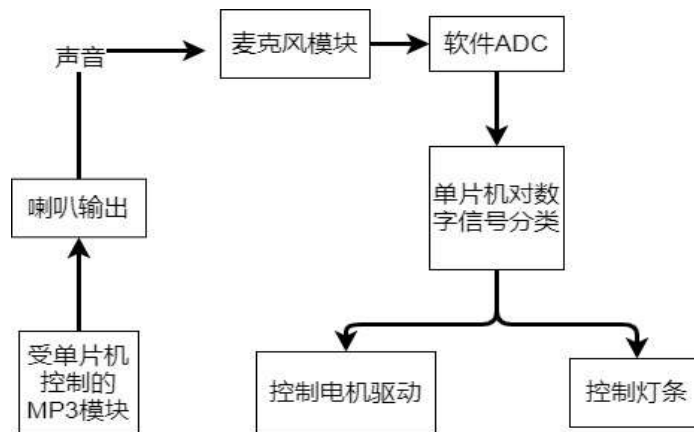 声音
麦克风模块
软件ADC
喇叭输出
单片机对数
字信号分类
受单片机
控制的
MP3模块
控制电机驱动
控制灯条